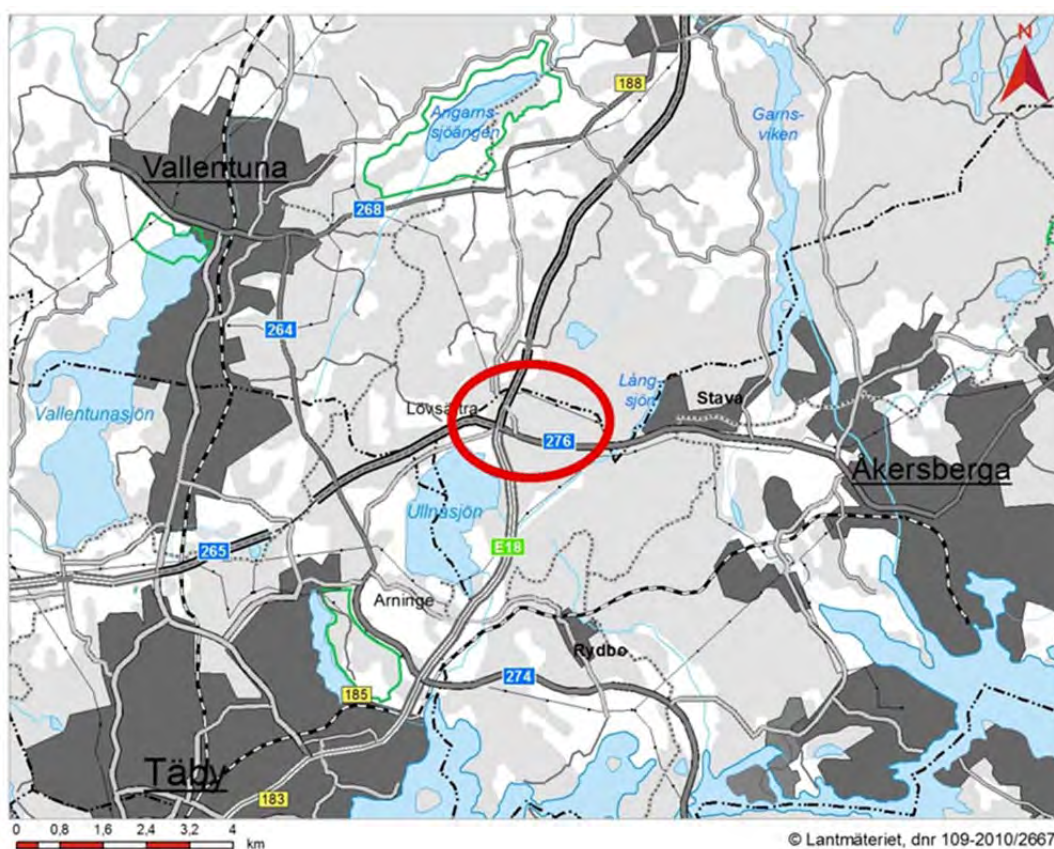 N
188
Angarns-
sjöängen
Garns-
viken
Vallentuna
268
264
Vallentunasjön
Lövsättra
Lång
sjön
Stava
276
Åkersberga
Ullnasjön
E18
265
Arninge
Rydbo
274
185
Täby
183
0 0,8 1,6 2,4 3,2 4
km
© Lantmäteriet, dnr 109-2010/2667